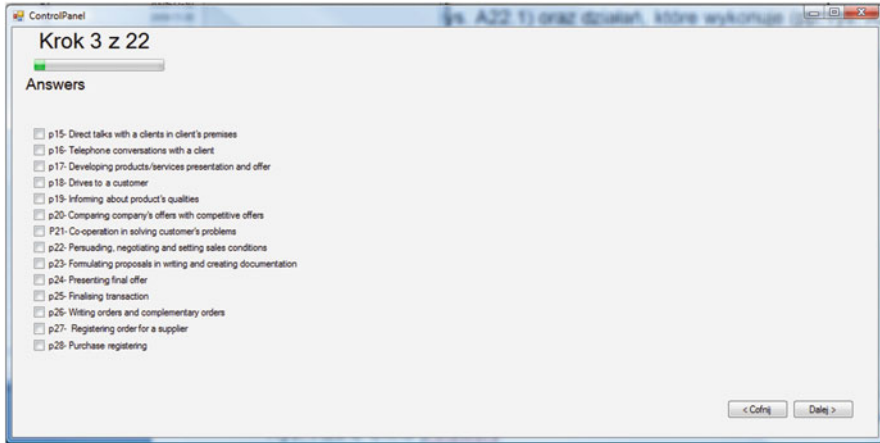 ControlPanel
ys. A22.1) oraz działań, które wykonuje
Krok 3 z 22
Answers
p15- Direct talks with a clients in client's premises
p16- Telephone conversations with a client
p17- Developing products/services presentation and offer
p18- Drives to a customer
p19- Informing about product's qualities
p20- Comparing company's offers with competitive offers
P21- Co-operation in solving customer's problems
p22- Persuading, negotiating and setting sales conditions
p23- Formulating proposals in writing and creating documentation
p24- Presenting final offer
p25- Finalising transaction
p26- Writing orders and complementary orders
p27- Registering order for a supplier
p28- Purchase registering
< Cofnij Dalej >